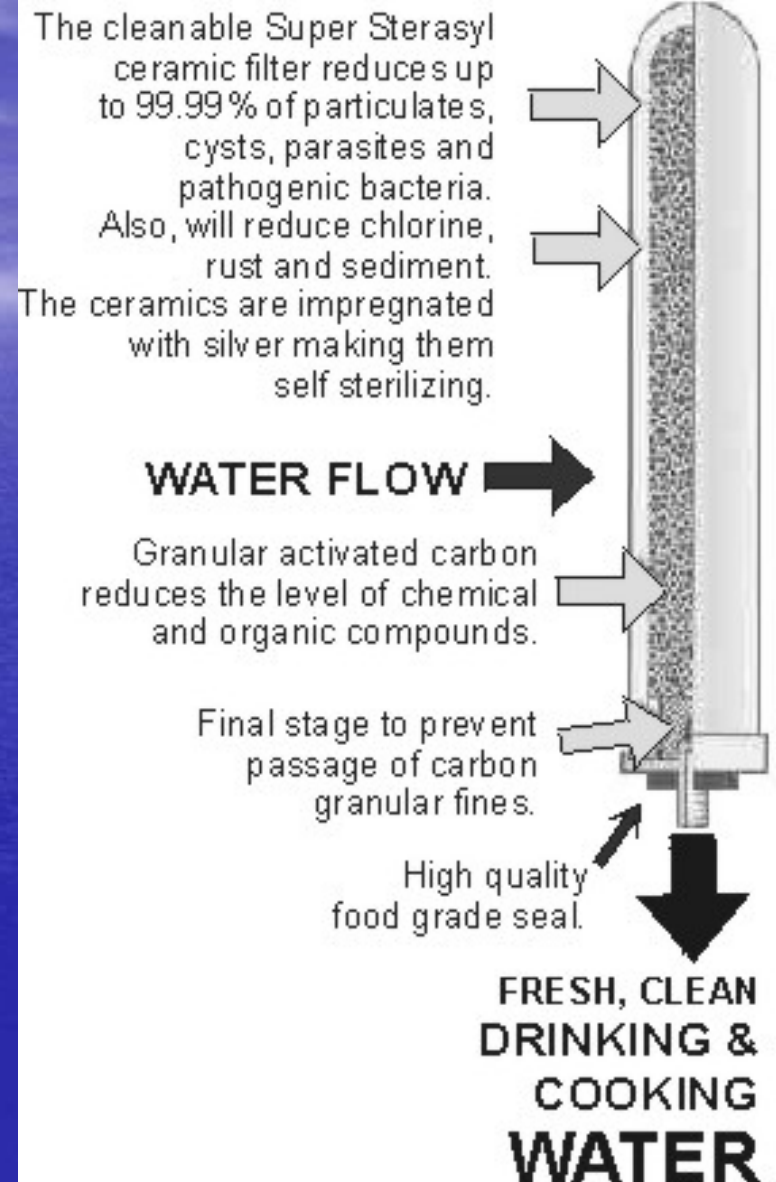 The cleanable Super Sterasyl
ceramic filter reduces up
to 99.99% of particulates,
cysts, parasites and
pathogenic bacteria.
Also, will reduce chlorine,
rust and sediment.
The ceramics are impregnated
with silver making them
self sterilizing.
WATER FLOW
Granular activated carbon
reduces the level of chemical
and organic compounds.
Final stage to prevent
passage of carbon
granular fines.
High quality
food grade seal.
FRESH, CLEAN
DRINKING &
COOKING
WATER